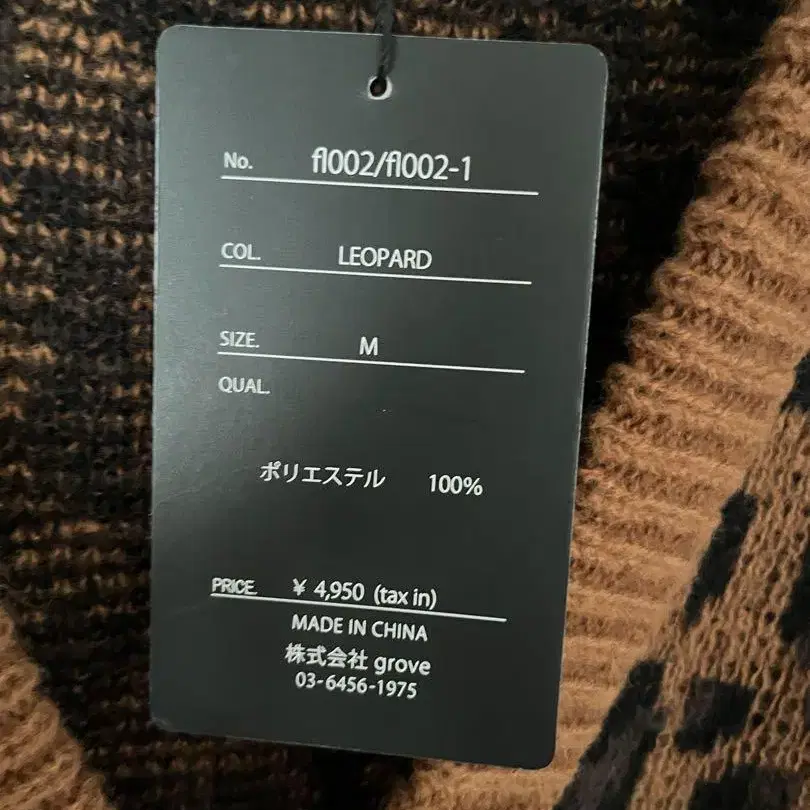 No. fl002/fl002-1
COL. LEOPARD
SIZE. M
QUAL.
ポリエステル 100%
PRICE. ¥ 4,950 (tax in)
MADE IN CHINA
株式会社 grove
03-6456-1975